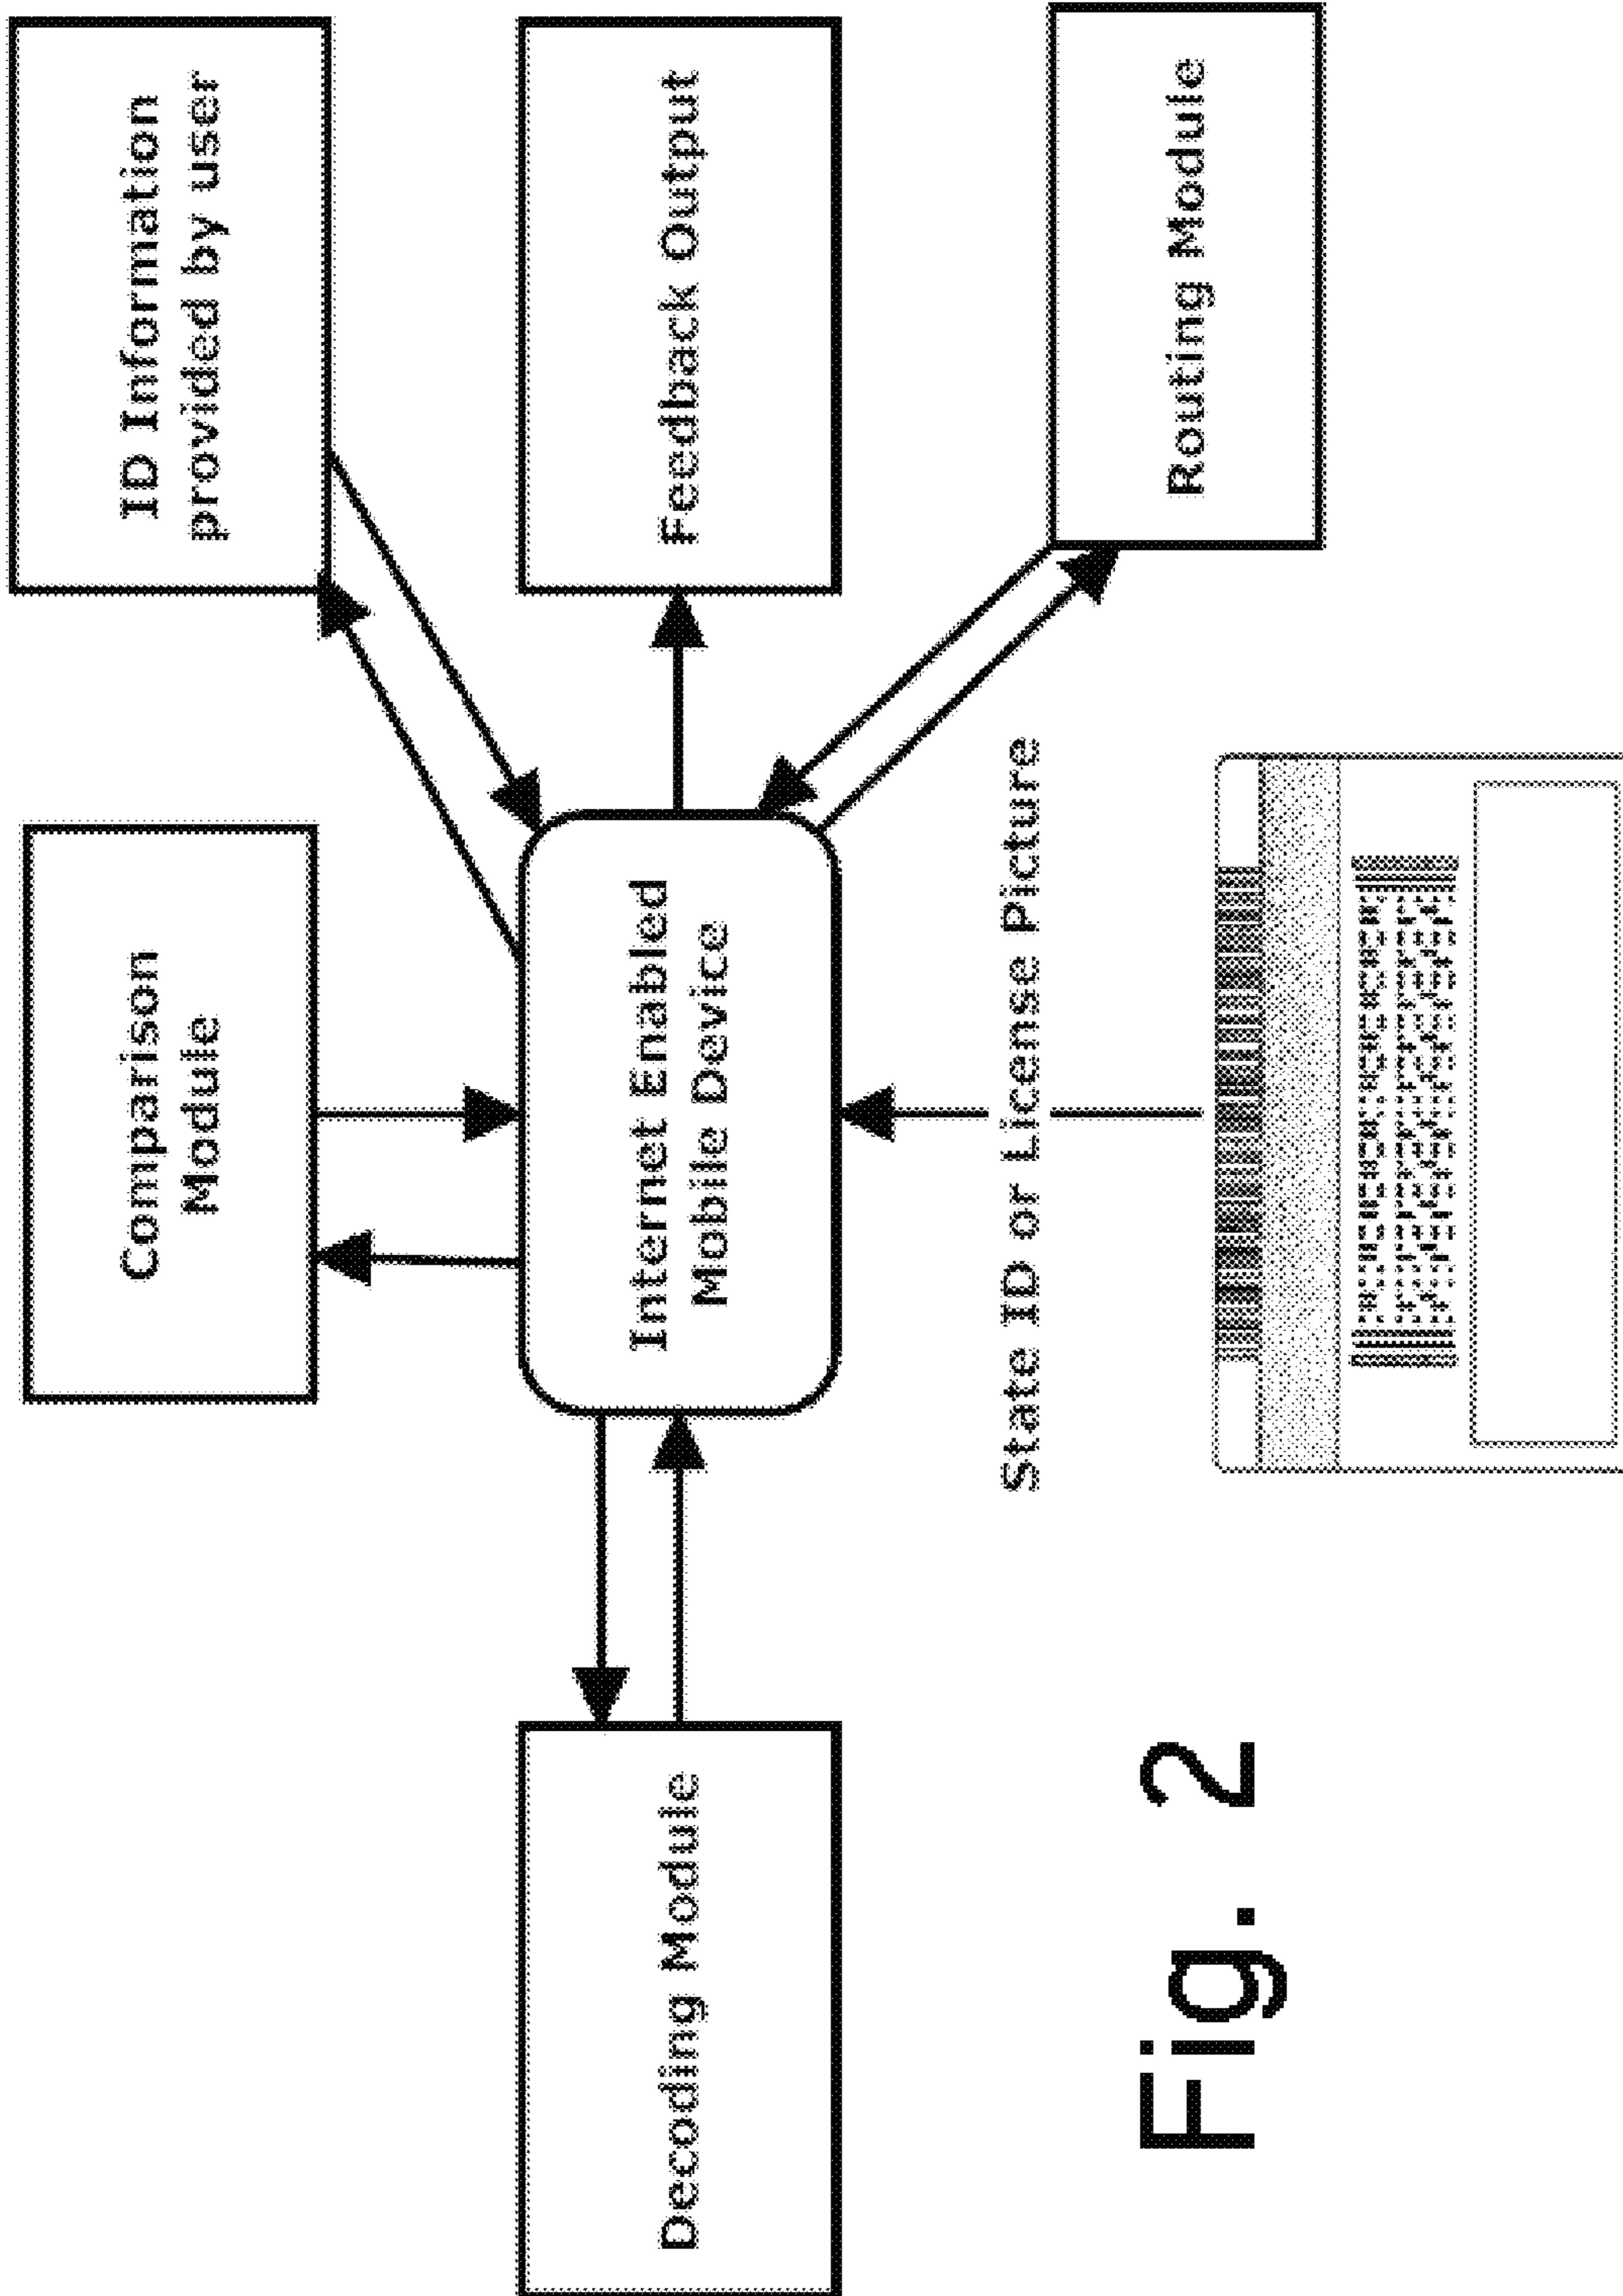 Comparison
Module
ID Information
provided by user
Decoding Module
Internet Enabled
Mobile Device
Feedback Output
State ID or License Picture
Routing Module
Fig. 2